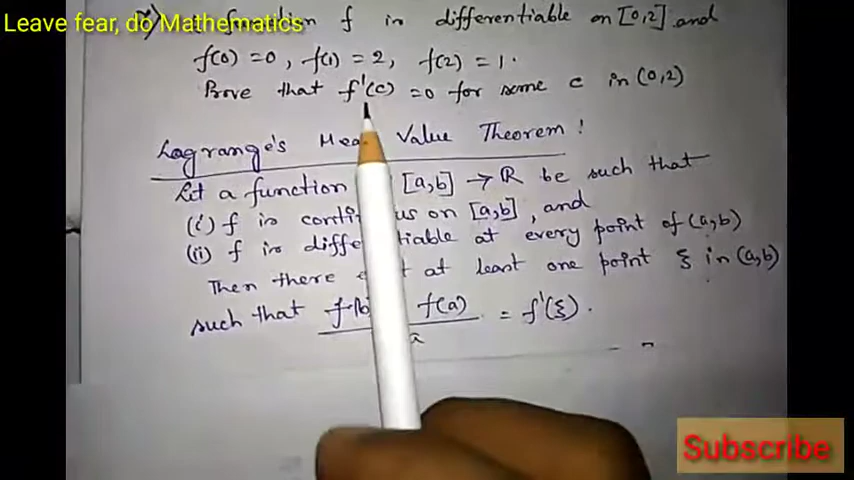 Leave fear, do Mathematics
f is differentiable on [0,2] and
f(0) = 0, f(1) = 2, f(2) = 1.
Prove that f'(c) = 0 for some c in (0,2)
Lagrange's Value Theorem:
Let a function [a,b] → R be such that
(i) f is on [a,b], and
(ii) f is at every point of (a,b)
Then there at least one point ξ in (a,b)
such that f(a) = f'(ξ).
Subscribe